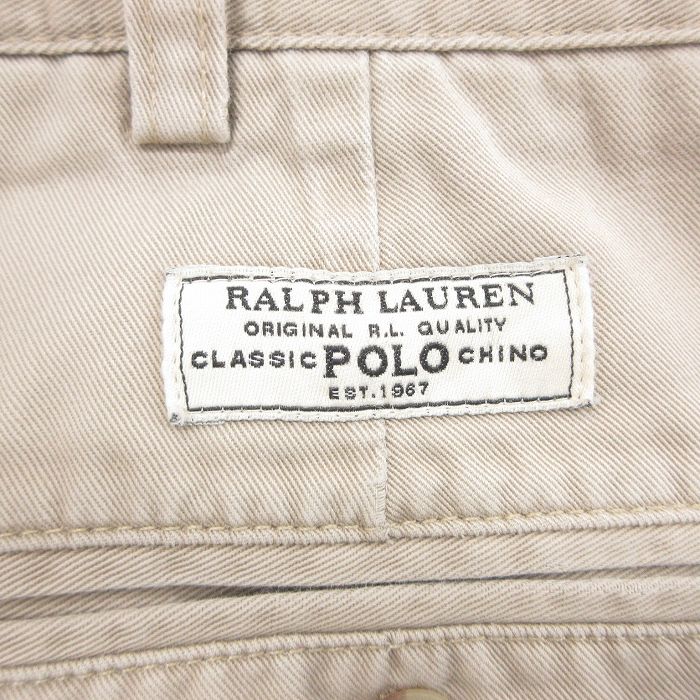 RALPH LAUREN
ORIGINAL R.L. QUALITY
CLASSIC POLO CHINO
EST.1967